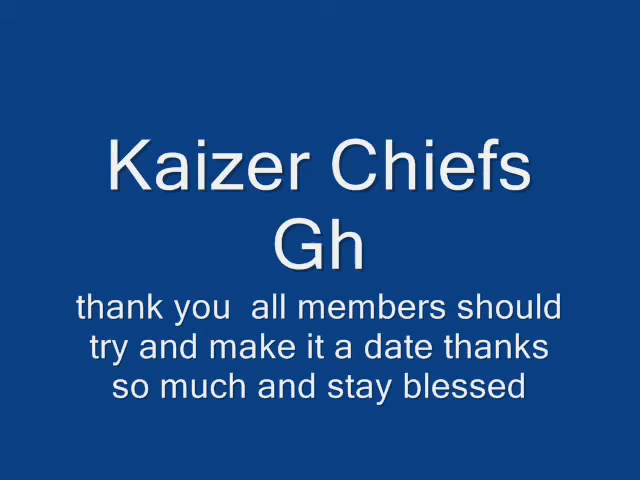 Kaizer Chiefs
Gh
thank you  all members should
try and make it a date thanks
so much and stay blessed